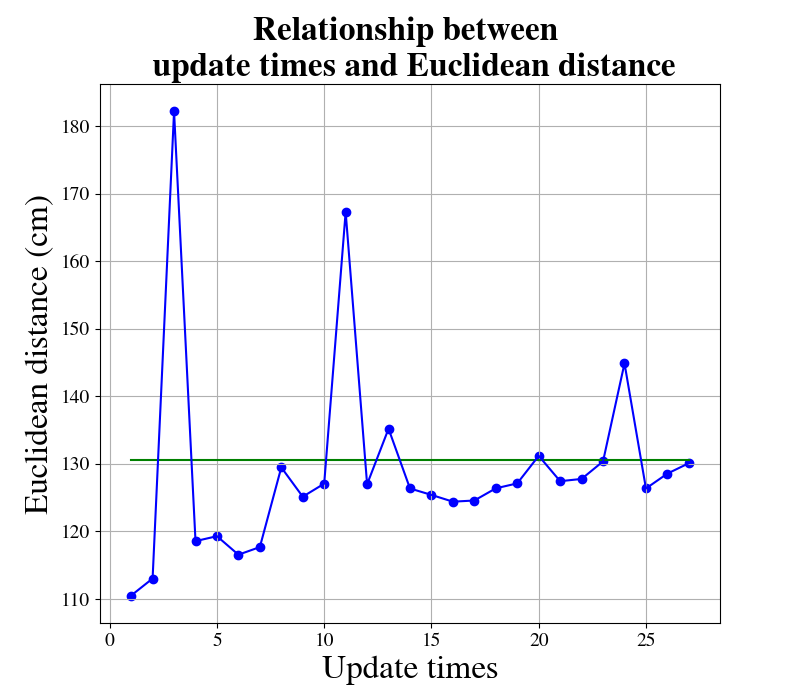 Relationship between
update times and Euclidean distance
Euclidean distance (cm)
180
170
160
150
140
130
120
110
0 5 10 15 20 25
Update times